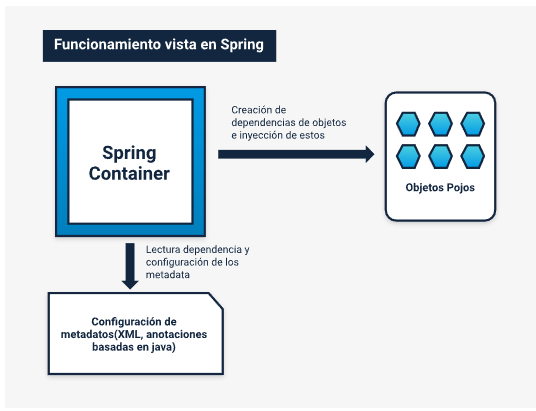 Funcionamiento vista en Spring
Spring
Container
Creación de
dependencias de objetos
e inyección de estos
Objetos Pojos
Lectura dependencia y
configuración de los
metadata
Configuración de
metadatos(XML, anotaciones
basadas en java)